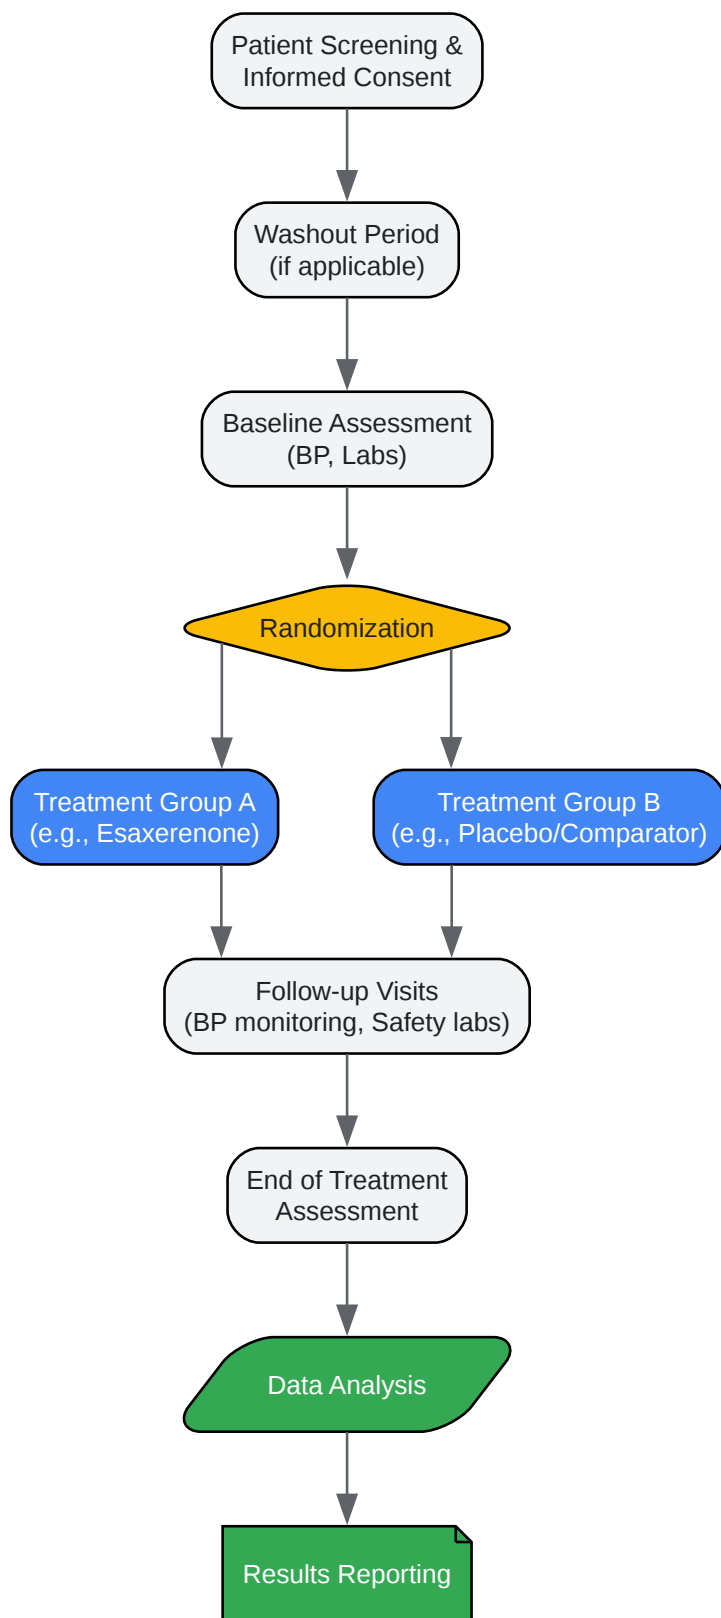 Patient Screening &
Informed Consent
Washout Period
(if applicable)
Baseline Assessment
(BP, Labs)
Randomization
Treatment Group A
(e.g., Esaxerenone)
Treatment Group B
(e.g., Placebo/Comparator)
Follow-up Visits
(BP monitoring, Safety labs)
End of Treatment
Assessment
Data Analysis
Results Reporting